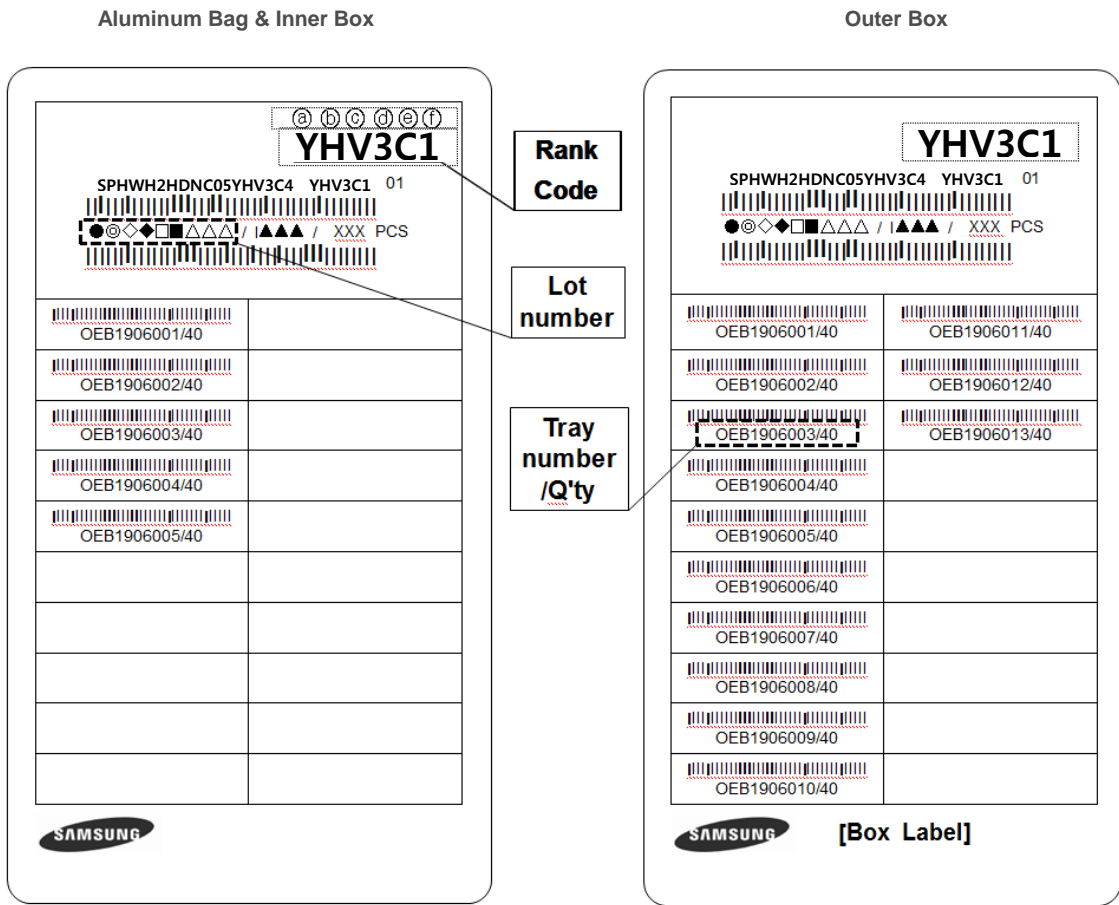 Aluminum Bag & Inner Box
ⓐ ⓑ ⓒ ⓓ ⓔ ⓕ
YHV3C1
SPHWH2HDNC05YHV3C4 YHV3C1 01
●◎◇◆□■△△△ / I▲▲▲ / XXX PCS
OEB1906001/40
OEB1906002/40
OEB1906003/40
OEB1906004/40
OEB1906005/40
SAMSUNG
Rank
Code
Lot
number
Tray
number
/Q'ty
Outer Box
YHV3C1
SPHWH2HDNC05YHV3C4 YHV3C1 01
●◎◇◆□■△△△ / I▲▲▲ / XXX PCS
OEB1906001/40 OEB1906011/40
OEB1906002/40 OEB1906012/40
OEB1906003/40 OEB1906013/40
OEB1906004/40
OEB1906005/40
OEB1906006/40
OEB1906007/40
OEB1906008/40
OEB1906009/40
OEB1906010/40
SAMSUNG [Box Label]